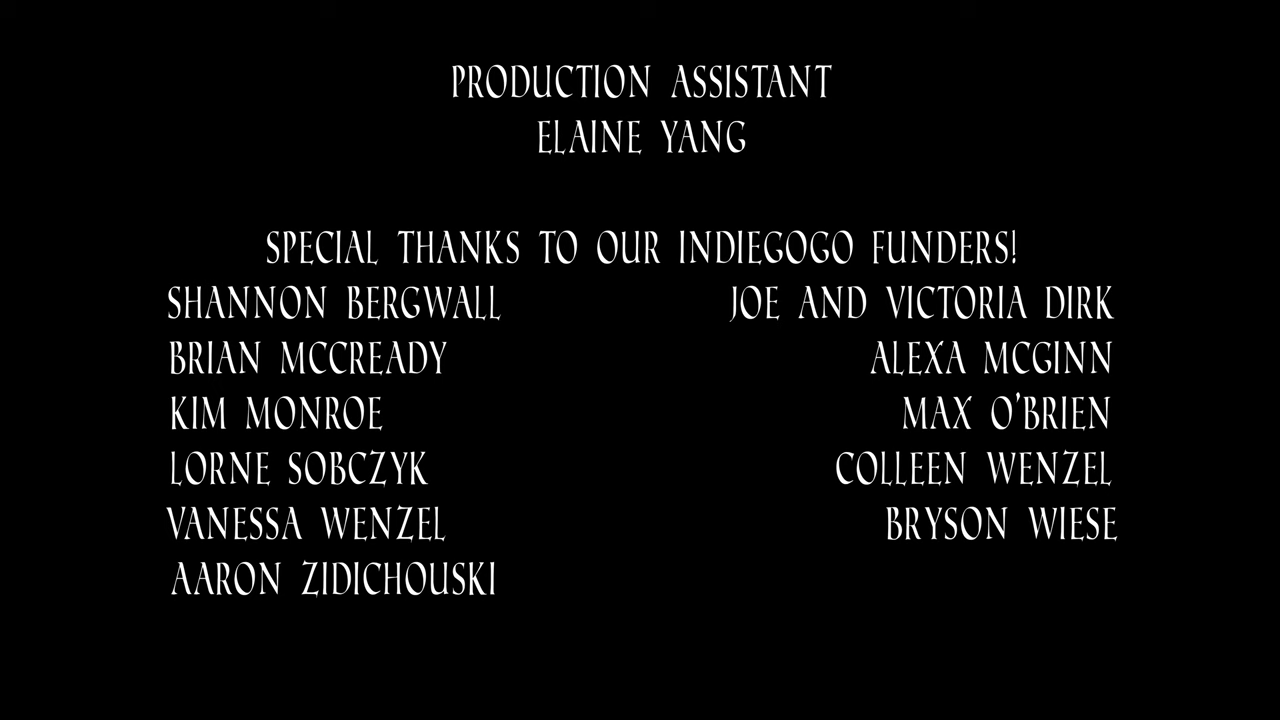 PRODUCTION ASSISTANT
ELAINE YANG
SPECIAL THANKS TO OUR INDIEGOGO FUNDERS!
SHANNON BERGWALL JOE AND VICTORIA DIRK
BRIAN MCCREADY ALEXA MCGINN
KIM MONROE MAX O'BRIEN
LORNE SOBCZYK COLLEEN WENZEL
VANESSA WENZEL BRYSON WIESE
AARON ZIDICHOUSKI